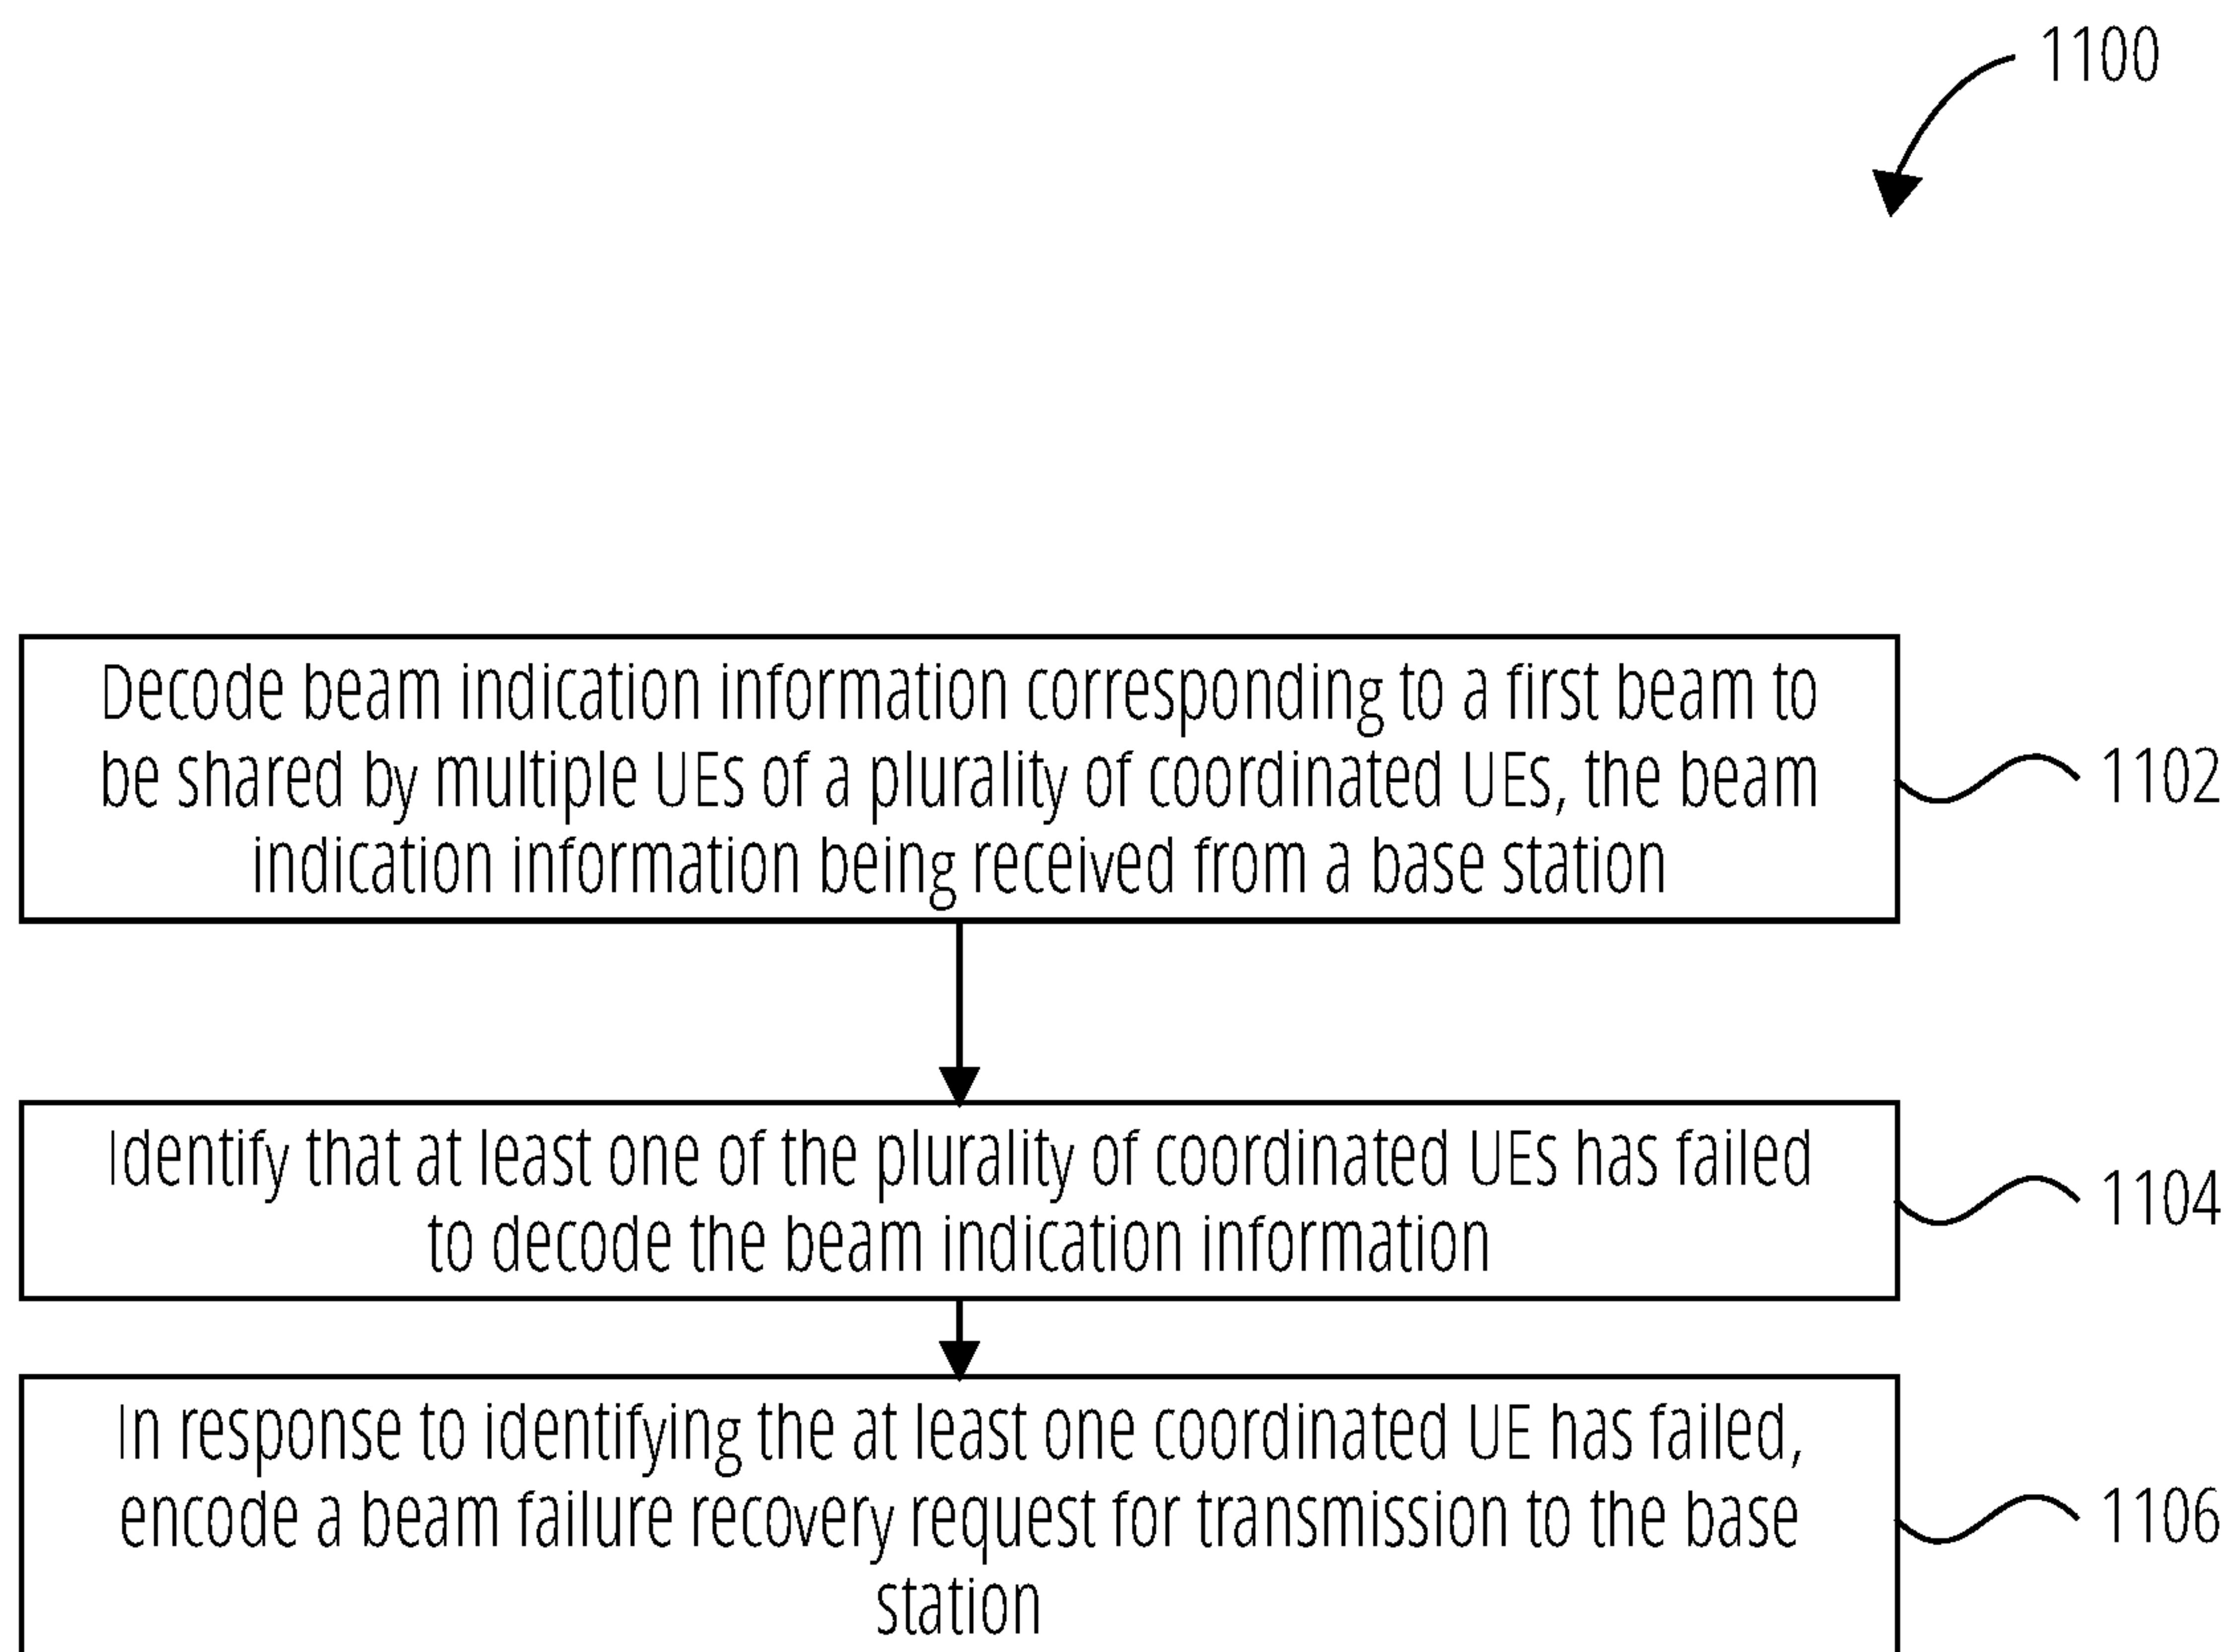 1100
Decode beam indication information corresponding to a first beam to
be shared by multiple UEs of a plurality of coordinated UEs, the beam
indication information being received from a base station
1102
Identify that at least one of the plurality of coordinated UEs has failed
to decode the beam indication information
1104
In response to identifying the at least one coordinated UE has failed,
encode a beam failure recovery request for transmission to the base
station
1106